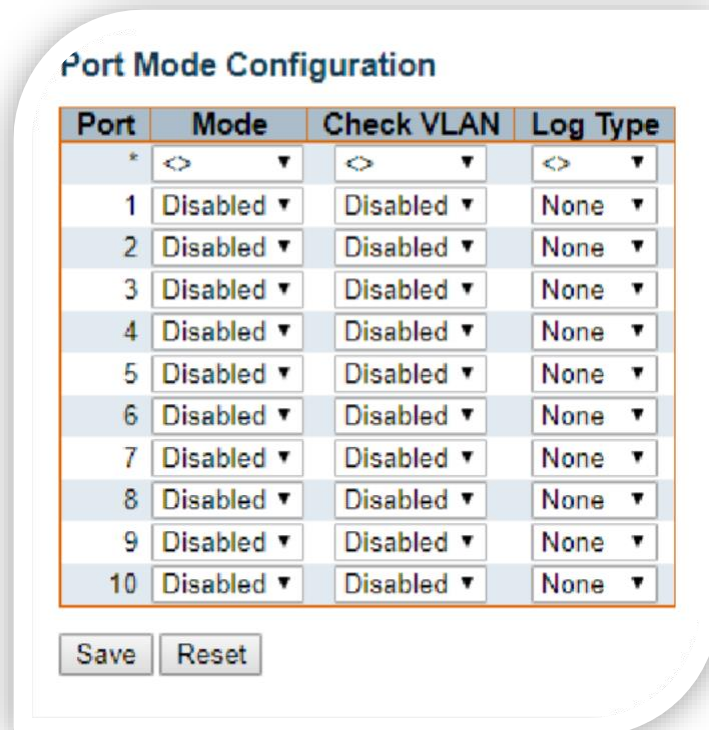 Port Mode Configuration
Port Mode Check VLAN Log Type
* <> <> <>
1 Disabled Disabled None
2 Disabled Disabled None
3 Disabled Disabled None
4 Disabled Disabled None
5 Disabled Disabled None
6 Disabled Disabled None
7 Disabled Disabled None
8 Disabled Disabled None
9 Disabled Disabled None
10 Disabled Disabled None
Save Reset